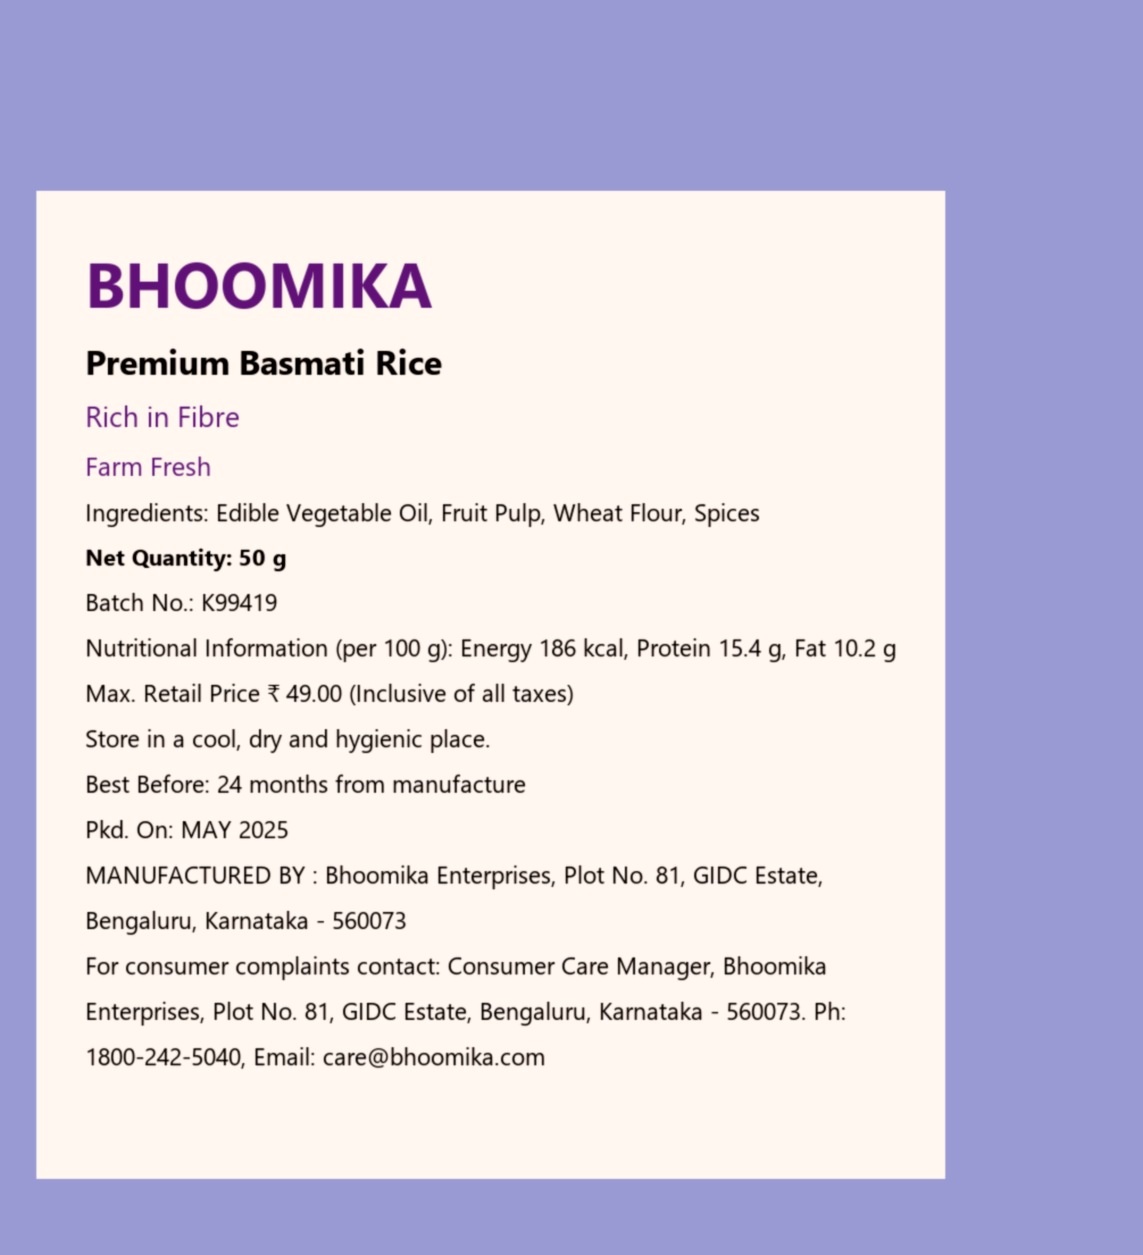 BHOOMIKA
Premium Basmati Rice
Rich in Fibre
Farm Fresh
Ingredients: Edible Vegetable Oil, Fruit Pulp, Wheat Flour, Spices
Net Quantity: 50 g
Batch No.: K99419
Nutritional Information (per 100 g): Energy 186 kcal, Protein 15.4 g, Fat 10.2 g
Max. Retail Price ₹ 49.00 (Inclusive of all taxes)
Store in a cool, dry and hygienic place.
Best Before: 24 months from manufacture
Pkd. On: MAY 2025
MANUFACTURED BY : Bhoomika Enterprises, Plot No. 81, GIDC Estate,
Bengaluru, Karnataka - 560073
For consumer complaints contact: Consumer Care Manager, Bhoomika
Enterprises, Plot No. 81, GIDC Estate, Bengaluru, Karnataka - 560073. Ph:
1800-242-5040, Email: care@bhoomika.com